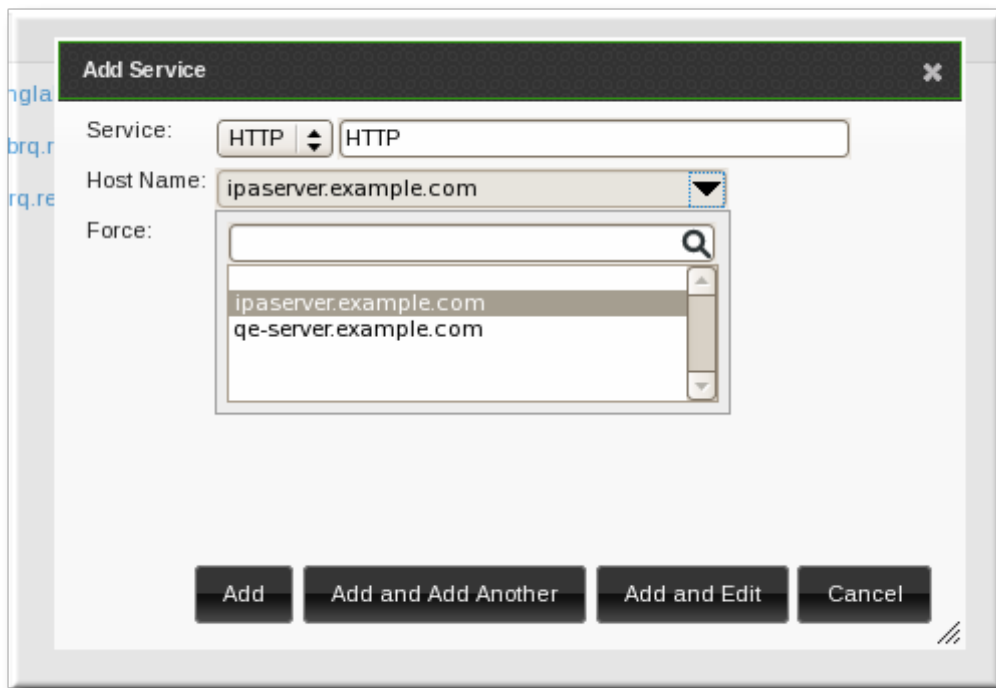 Add Service
Service: HTTP HTTP
Host Name: ipaserver.example.com
Force:
ipaserver.example.com
qe-server.example.com
Add Add and Add Another Add and Edit Cancel